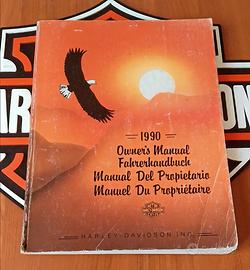 1990
Owner's Manual
Fahrerhandbuch
Manual Del Propietario
Manuel Du Propriétaire
HARLEY-DAVIDSON INC.